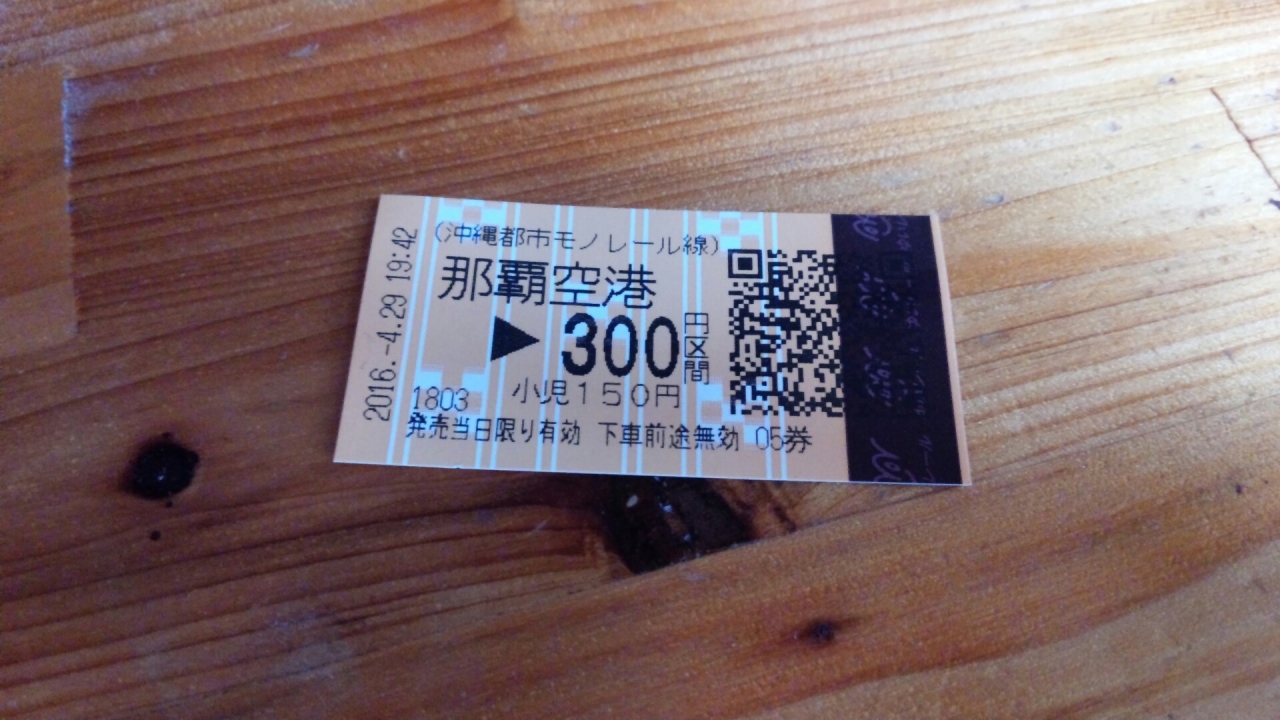 2016.-4.29 19:42
(沖縄都市モノレール線)
那覇空港
▶300円区間
1803 小児150円
発売当日限り有効 下車前途無効 05券